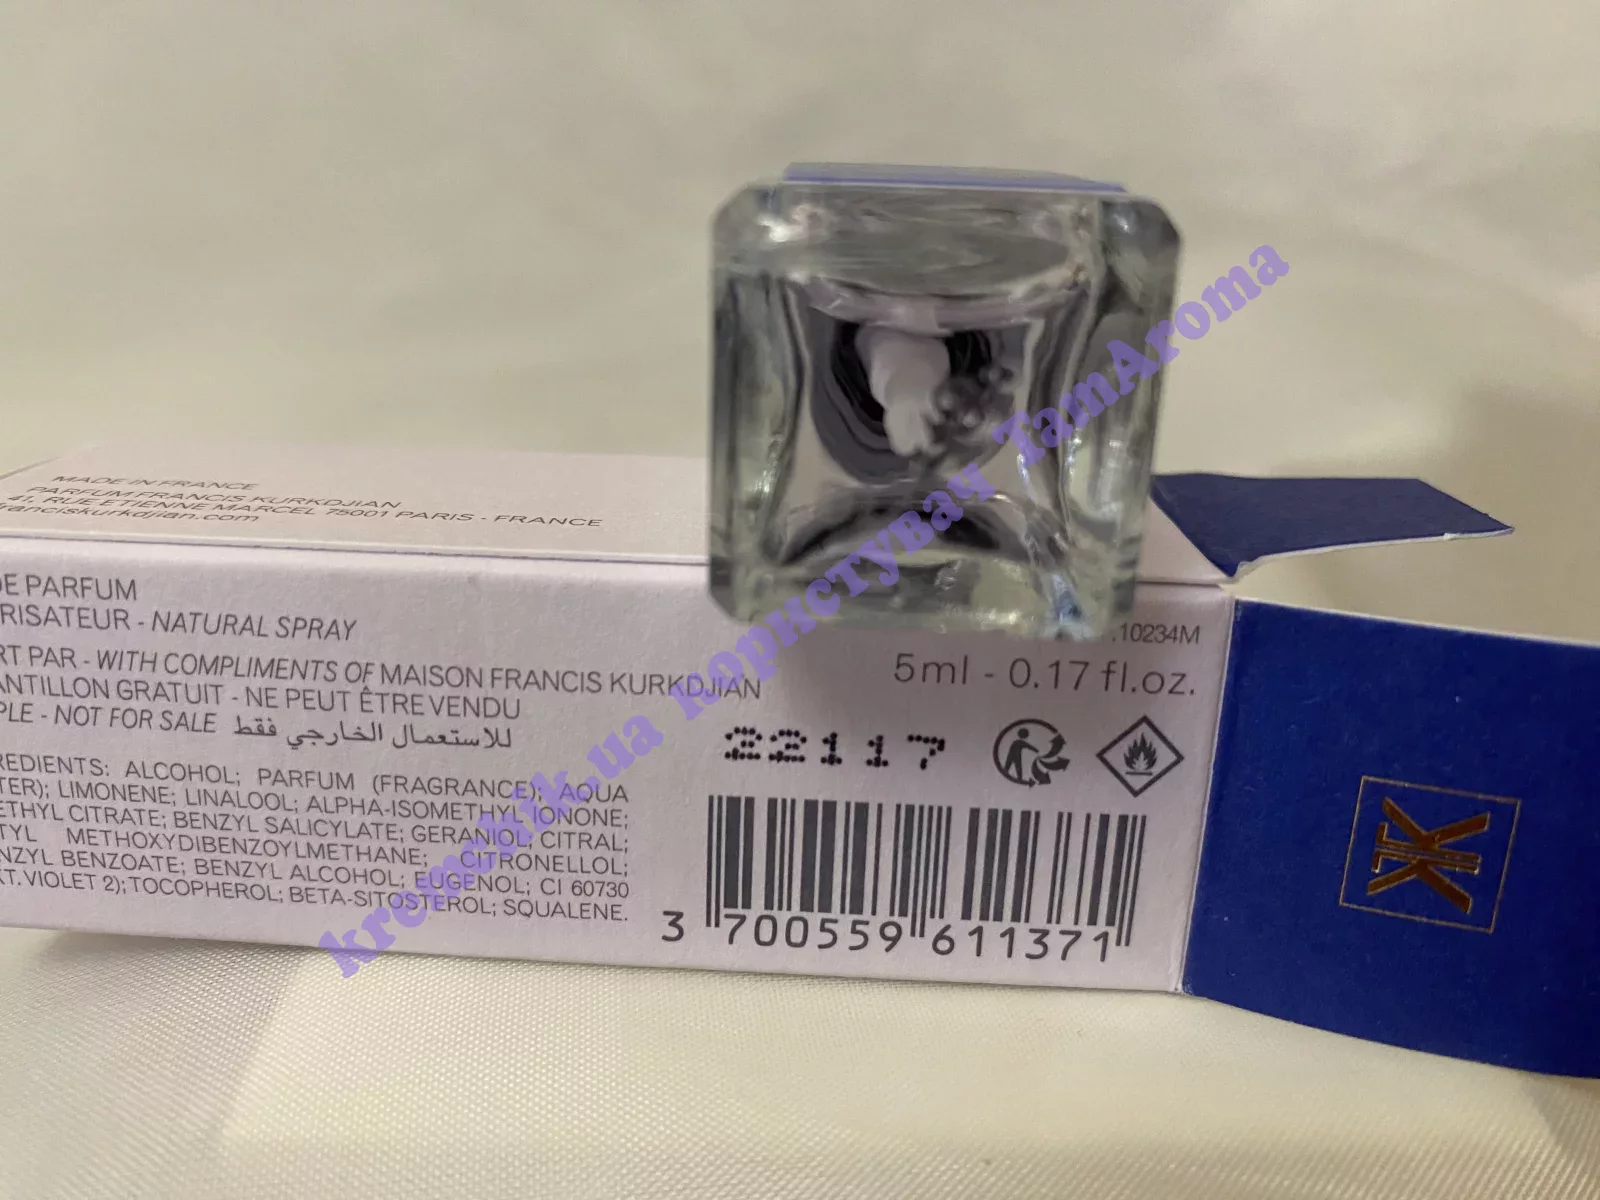 MADE IN FRANCE
PARFUM FRANCIS KURKDJIAN
41, RUE ETIENNE MARCEL 75001 PARIS - FRANCE
franciskurkdjian.com
DE PARFUM
RISATEUR - NATURAL SPRAY
RT PAR - WITH COMPLIMENTS OF MAISON FRANCIS KURKDJIAN
ANTILLON GRATUIT - NE PEUT ÊTRE VENDU
PLE - NOT FOR SALE للاستعمال الخارجي فقط
REDIENTS: ALCOHOL; PARFUM (FRAGRANCE); AQUA
TER); LIMONENE; LINALOOL; ALPHA-ISOMETHYL IONONE;
ETHYL CITRATE; BENZYL SALICYLATE; GERANIOL; CITRAL;
TYL METHOXYDIBENZOYLMETHANE; CITRONELLOL;
NZYL BENZOATE; BENZYL ALCOHOL; EUGENOL; CI 60730
XT. VIOLET 2); TOCOPHEROL; BETA-SITOSTEROL; SQUALENE.
.10234M
5ml - 0.17 fl.oz.
22117
3 700559 611371
kremanik.ua користуВач TamAroma